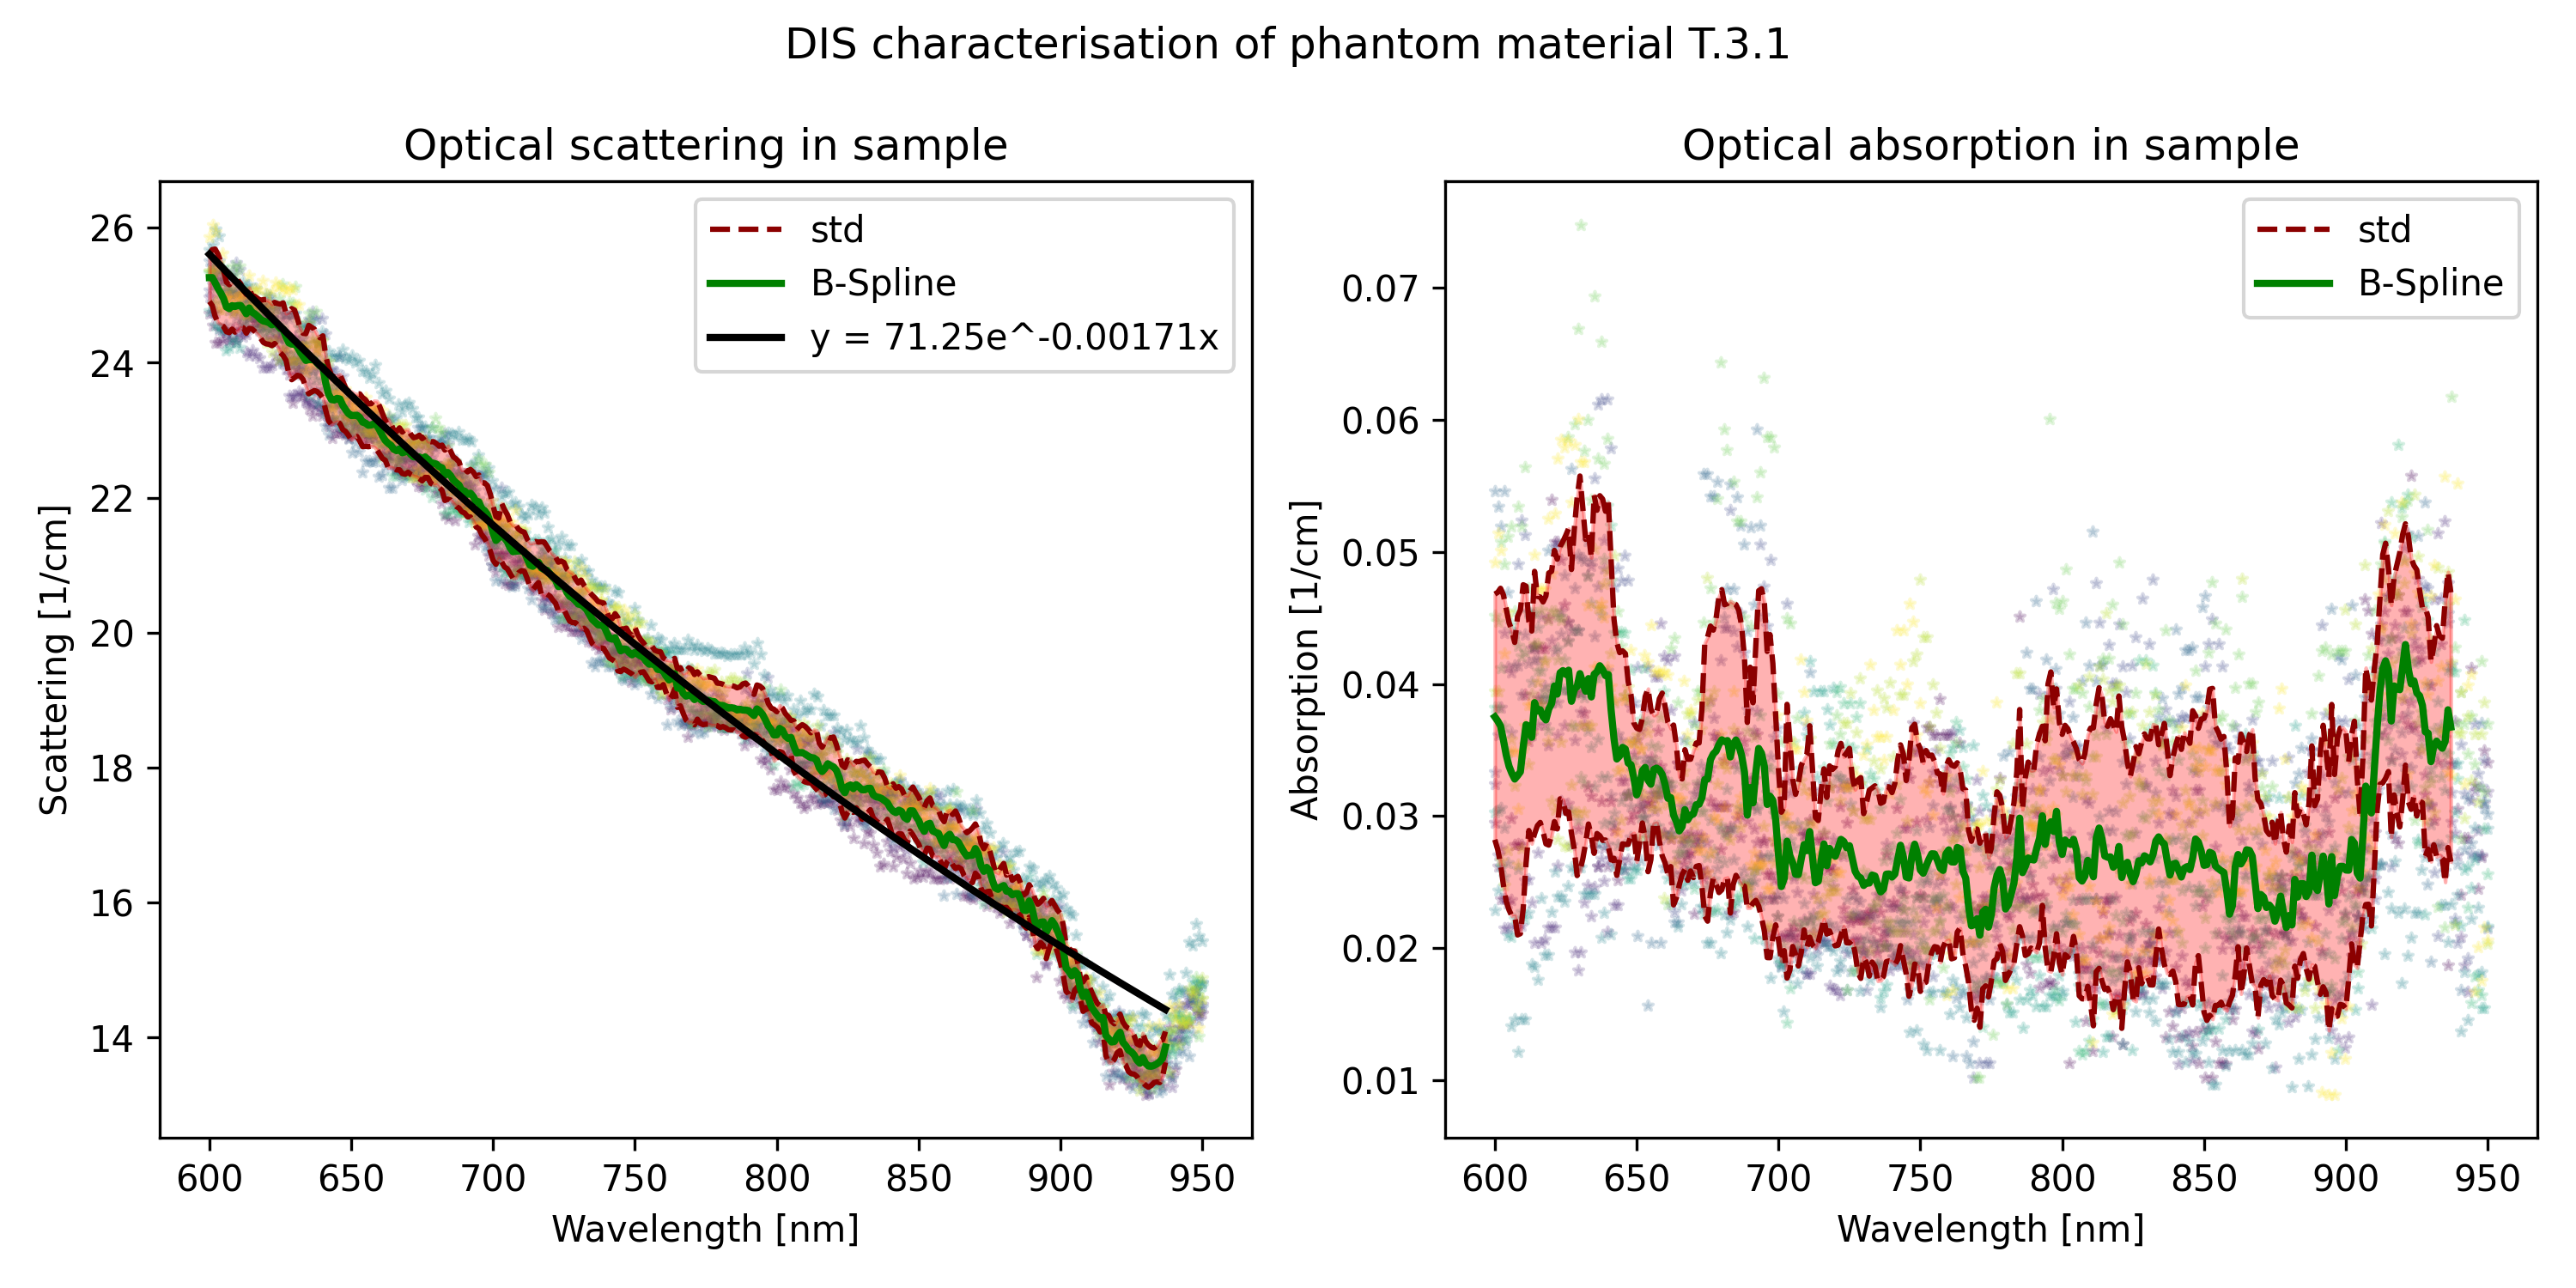 DIS characterisation of phantom material T.3.1
Optical scattering in sample
26
24
22
20
18
16
14
Scattering [1/cm]
600 650 700 750 800 850 900 950
Wavelength [nm]
std
B-Spline
y = 71.25e^-0.00171x
Optical absorption in sample
0.07
0.06
0.05
0.04
0.03
0.02
0.01
Absorption [1/cm]
600 650 700 750 800 850 900 950
Wavelength [nm]
std
B-Spline